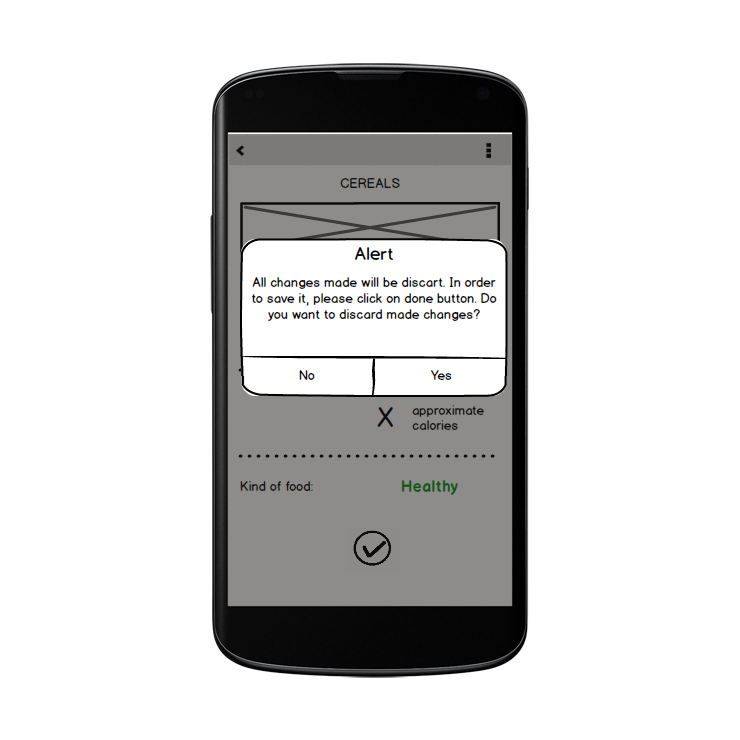 CEREALS
Alert
All changes made will be discart. In order
to save it, please click on done button. Do
you want to discard made changes?
No Yes
X approximate
calories
Kind of food: Healthy